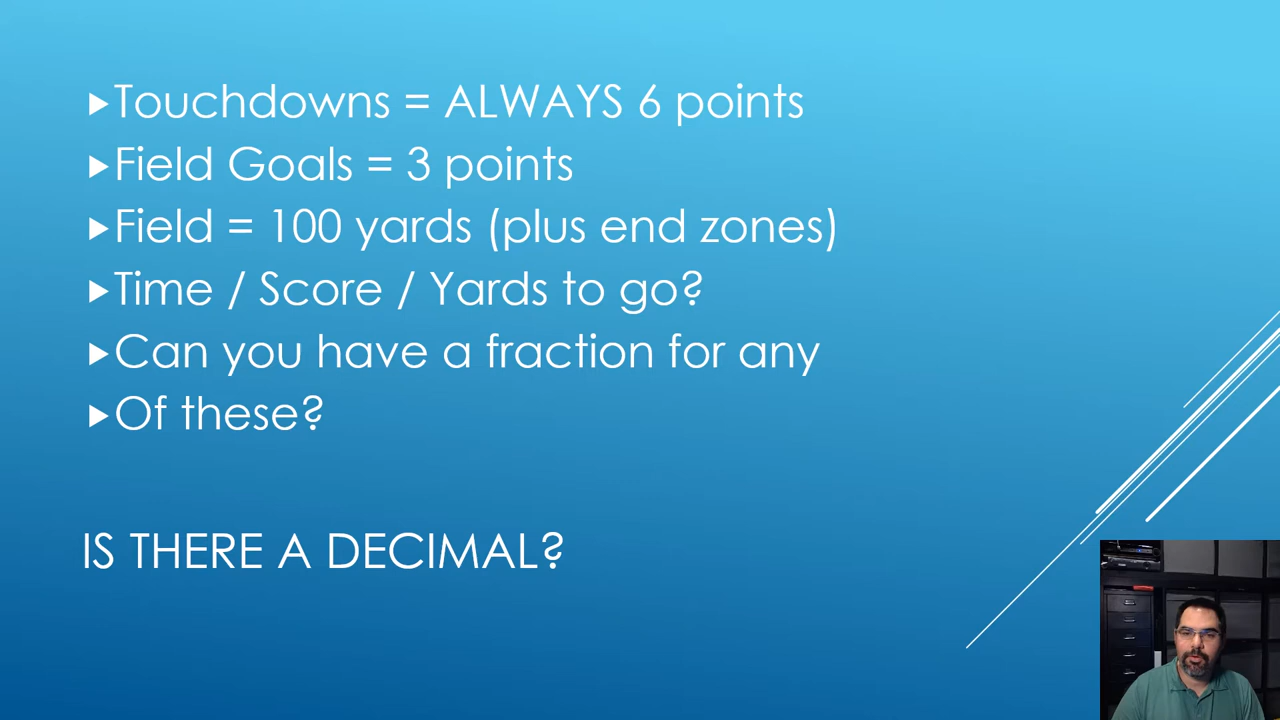 Touchdowns = ALWAYS 6 points
Field Goals = 3 points
Field = 100 yards (plus end zones)
Time / Score / Yards to go?
Can you have a fraction for any
Of these?
IS THERE A DECIMAL?